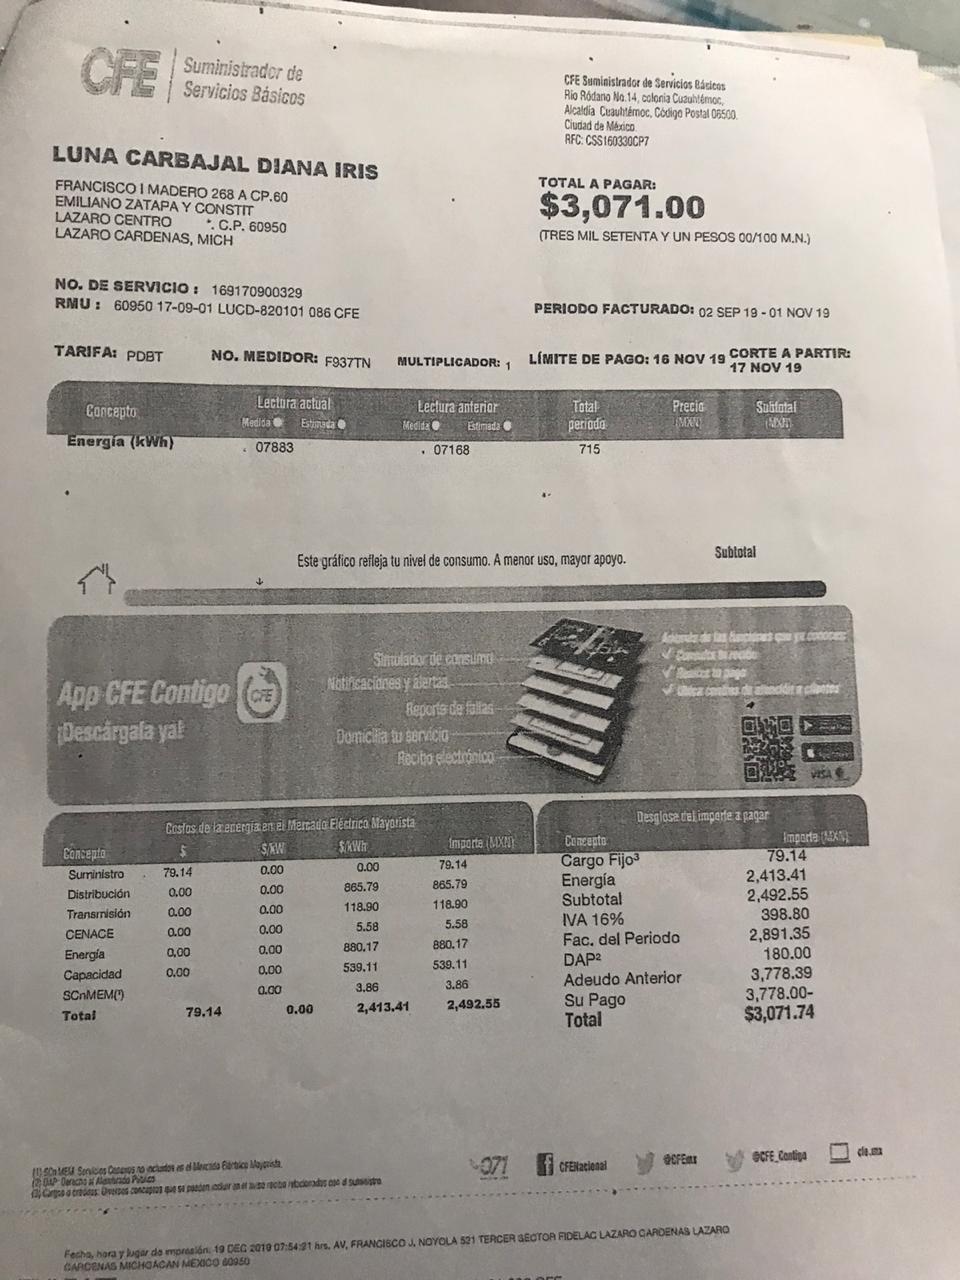 CFE
Suministrador de
Servicios Básicos
CFE Suministrador de Servicios Básicos
Rio Ródano No.14, colonia Cuauhtémoc,
Alcaldía Cuauhtémoc, Código Postal 06500,
Ciudad de México.
RFC: CSS160330CP7
LUNA CARBAJAL DIANA IRIS
FRANCISCO I MADERO 268 A CP.60
EMILIANO ZATAPA Y CONSTIT
LAZARO CENTRO C.P. 60950
LAZARO CARDENAS, MICH
TOTAL A PAGAR:
$3,071.00
(TRES MIL SETENTA Y UN PESOS 00/100 M.N.)
NO. DE SERVICIO : 169170900329
RMU : 60950 17-09-01 LUCD-820101 086 CFE
PERIODO FACTURADO: 02 SEP 19 - 01 NOV 19
TARIFA: PDBT NO. MEDIDOR: F937TN MULTIPLICADOR: 1 LÍMITE DE PAGO: 16 NOV 19 CORTE A PARTIR:
17 NOV 19
Concepto Lectura actual Lectura anterior Total periodo Precio (MXN) Subtotal (MXN)
Medida Estimada Medida Estimada
Energía (kWh) 07883 07168 715
Este gráfico refleja tu nivel de consumo. A menor uso, mayor apoyo. Subtotal
App CFE Contigo
¡Descárgala ya!
CFE
Simulador de consumo
Notificaciones y alertas
Reporte de fallas
Domicilia tu servicio
Recibo electrónico
VISA
Costos de la energía en el Mercado Eléctrico Mayorista
Concepto $ $/kW $/kWh Importe (MXN)
Suministro 79.14 0.00 0.00 79.14
Distribución 0.00 0.00 865.79 865.79
Transmisión 0.00 0.00 118.90 118.90
CENACE 0.00 0.00 5.58 5.58
Energía 0.00 0.00 880.17 880.17
Capacidad 0.00 0.00 539.11 539.11
SCnMEM(¹) 0.00 3.86 3.86
Total 79.14 0.00 2,413.41 2,492.55
Desglose del importe a pagar
Concepto Importe (MXN)
Cargo Fijo³ 79.14
Energía 2,413.41
Subtotal 2,492.55
IVA 16% 398.80
Fac. del Periodo 2,891.35
DAP² 180.00
Adeudo Anterior 3,778.39
Su Pago 3,778.00-
Total $3,071.74
(1) SCn MEM: Servicios Conexos no incluidos en el Mercado Eléctrico Mayorista.
(2) DAP: Derecho al Alumbrado Público
(3) Cargos o créditos: Diversos conceptos que se pueden incluir en el aviso recibo relacionados con el suministro.
071 CFENacional @CFEmx @CFE_Contigo cfe.mx
Fecha, hora y lugar de impresión: 19 DEC 2019 07:54:21 hrs. AV, FRANCISCO J, NOYOLA 521 TERCER SECTOR FIDELAC LAZARO CARDENAS LAZARO
CARDENAS MICHOACAN MEXICO 60950